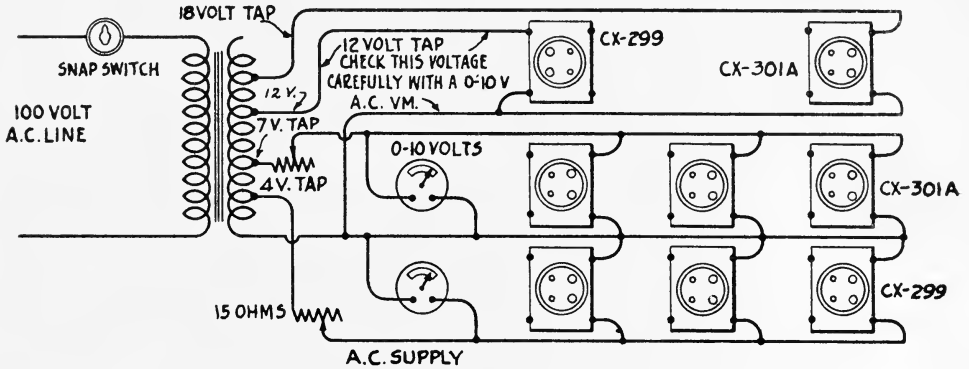 18 VOLT TAP
SNAP SWITCH
100 VOLT
A.C. LINE
12 VOLT TAP
CHECK THIS VOLTAGE
CAREFULLY WITH A 0-10 V
A.C. VM.
12 V.
7 V. TAP
4 V. TAP
0-10 VOLTS
15 OHMS
A.C. SUPPLY
CX-299
CX-301A
CX-301A
CX-299